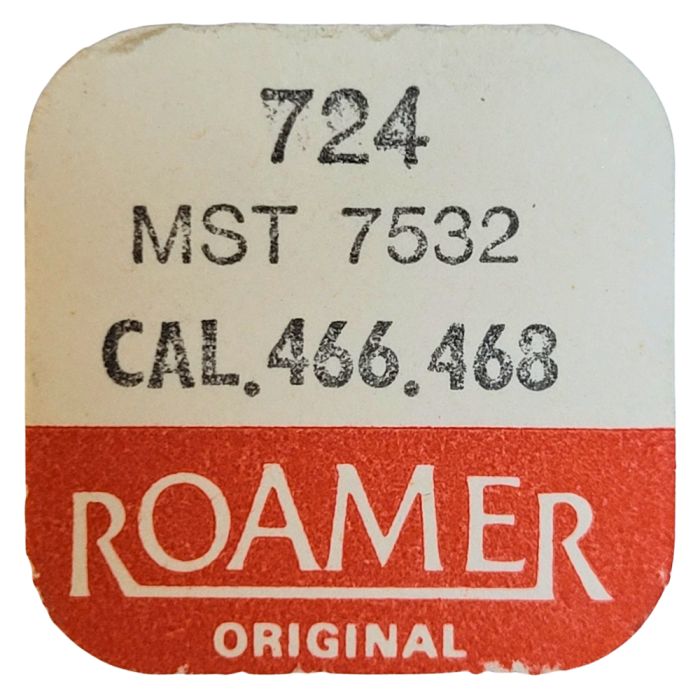 724
MST 7532
CAL.466.468
ROAMER
ORIGINAL